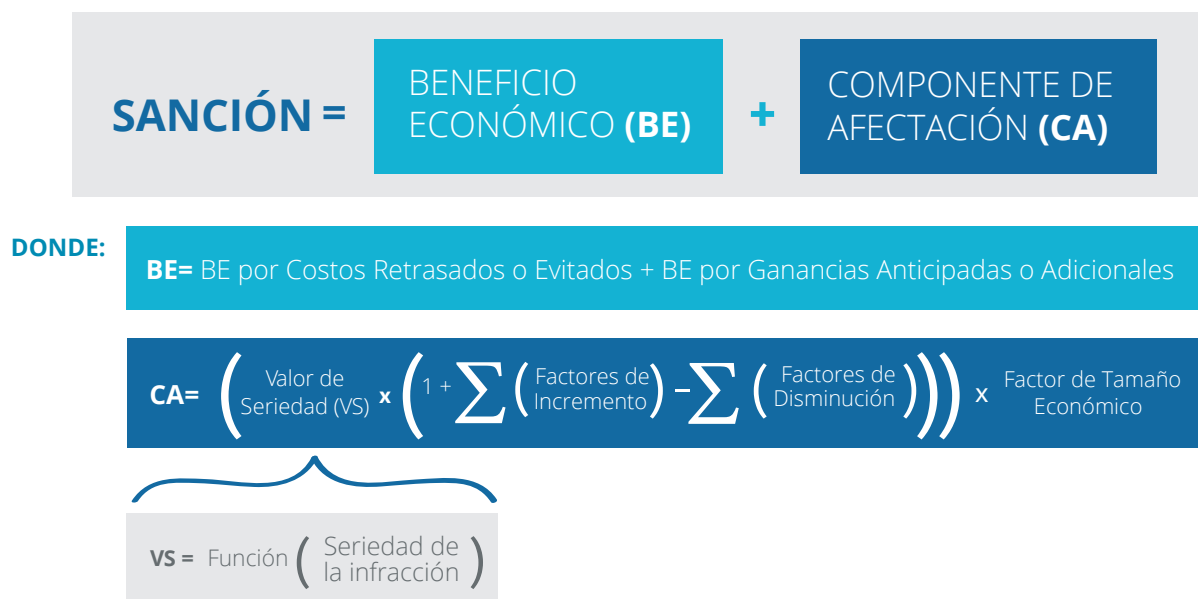 SANCIÓN =
BENEFICIO
ECONÓMICO (BE)
+
COMPONENTE DE
AFECTACIÓN (CA)
DONDE:
BE= BE por Costos Retrasados o Evitados + BE por Ganancias Anticipadas o Adicionales
CA= (Valor de
Seriedad (VS) x (1 + ∑ (Factores de
Incremento) – ∑ (Factores de
Disminución))) x Factor de Tamaño
Económico
VS = Función (Seriedad de
la infracción)